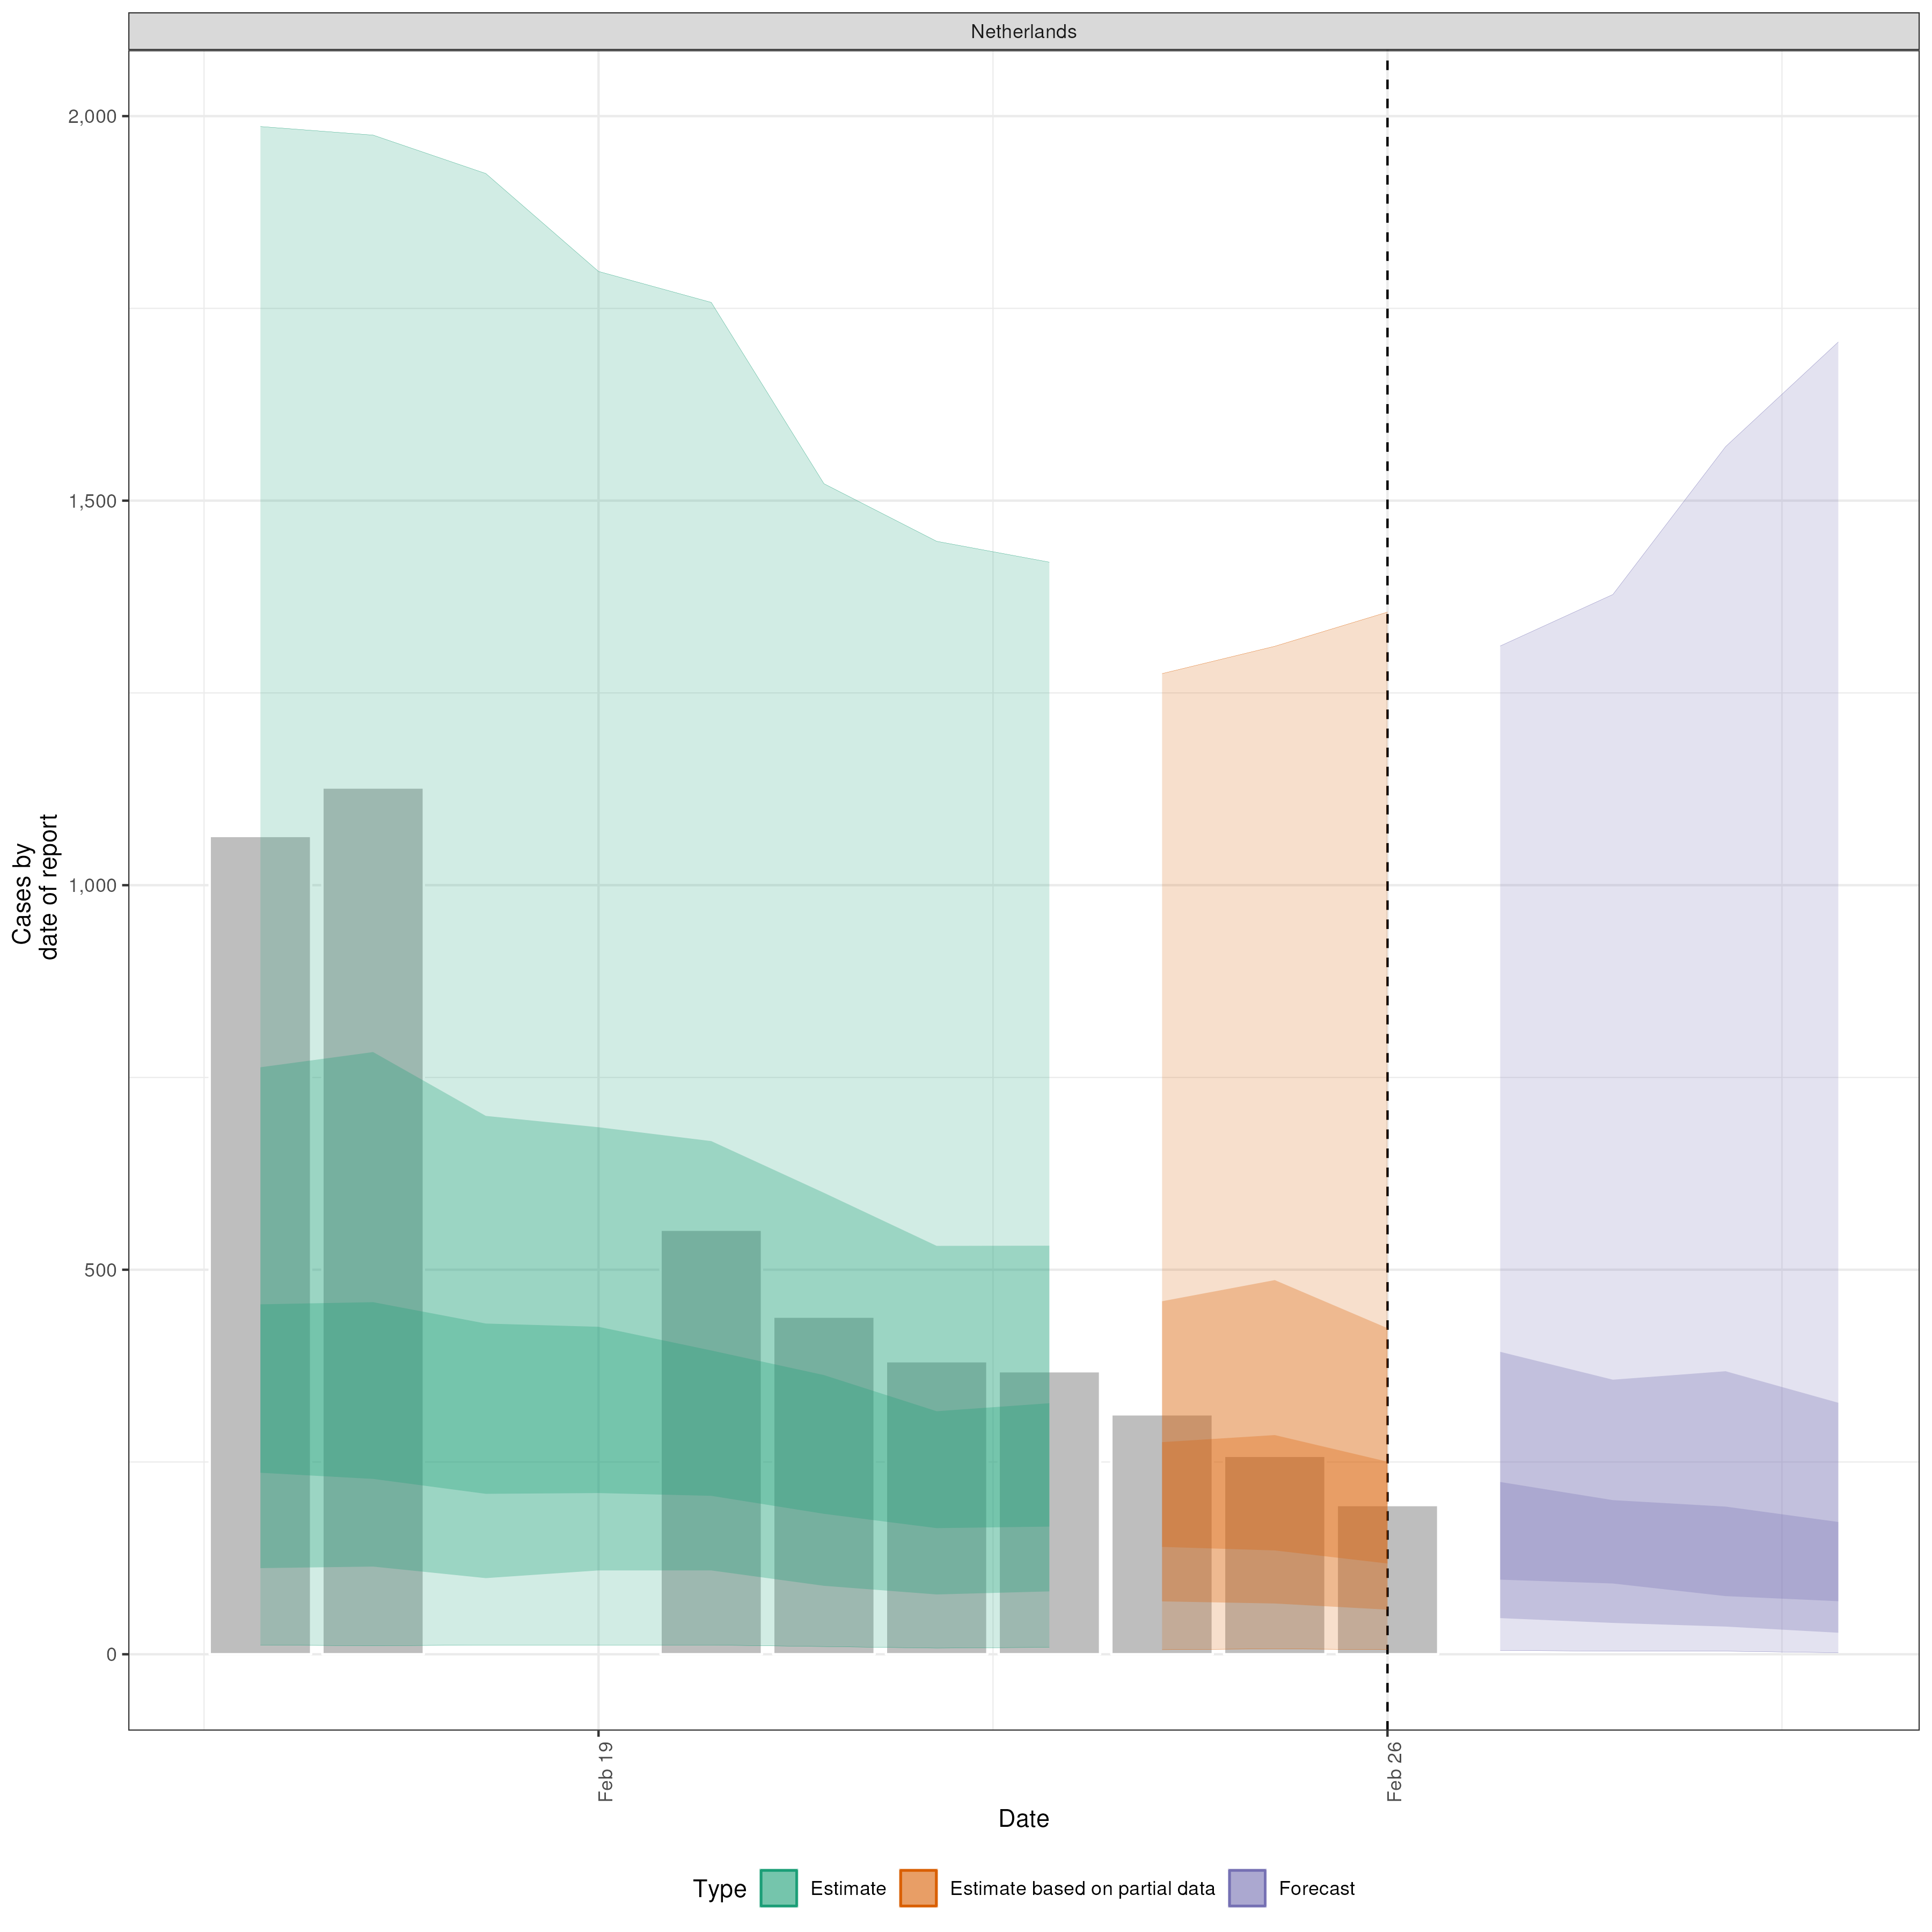 Netherlands
2,000
1,500
1,000
500
0
Cases by
date of report
Feb 19
Feb 26
Date
Type
Estimate
Estimate based on partial data
Forecast